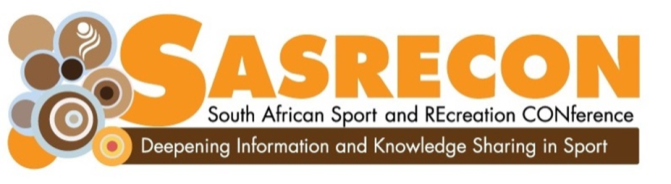 SASRECON
South African Sport and REcreation CONference
Deepening Information and Knowledge Sharing in Sport